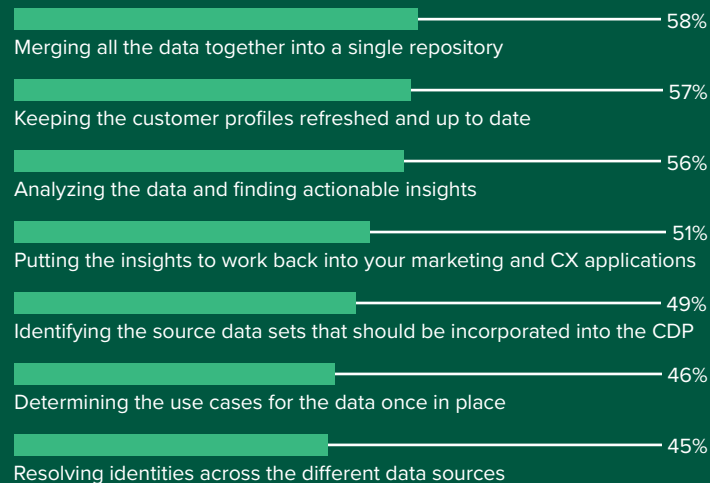 58%
Merging all the data together into a single repository
57%
Keeping the customer profiles refreshed and up to date
56%
Analyzing the data and finding actionable insights
51%
Putting the insights to work back into your marketing and CX applications
49%
Identifying the source data sets that should be incorporated into the CDP
46%
Determining the use cases for the data once in place
45%
Resolving identities across the different data sources